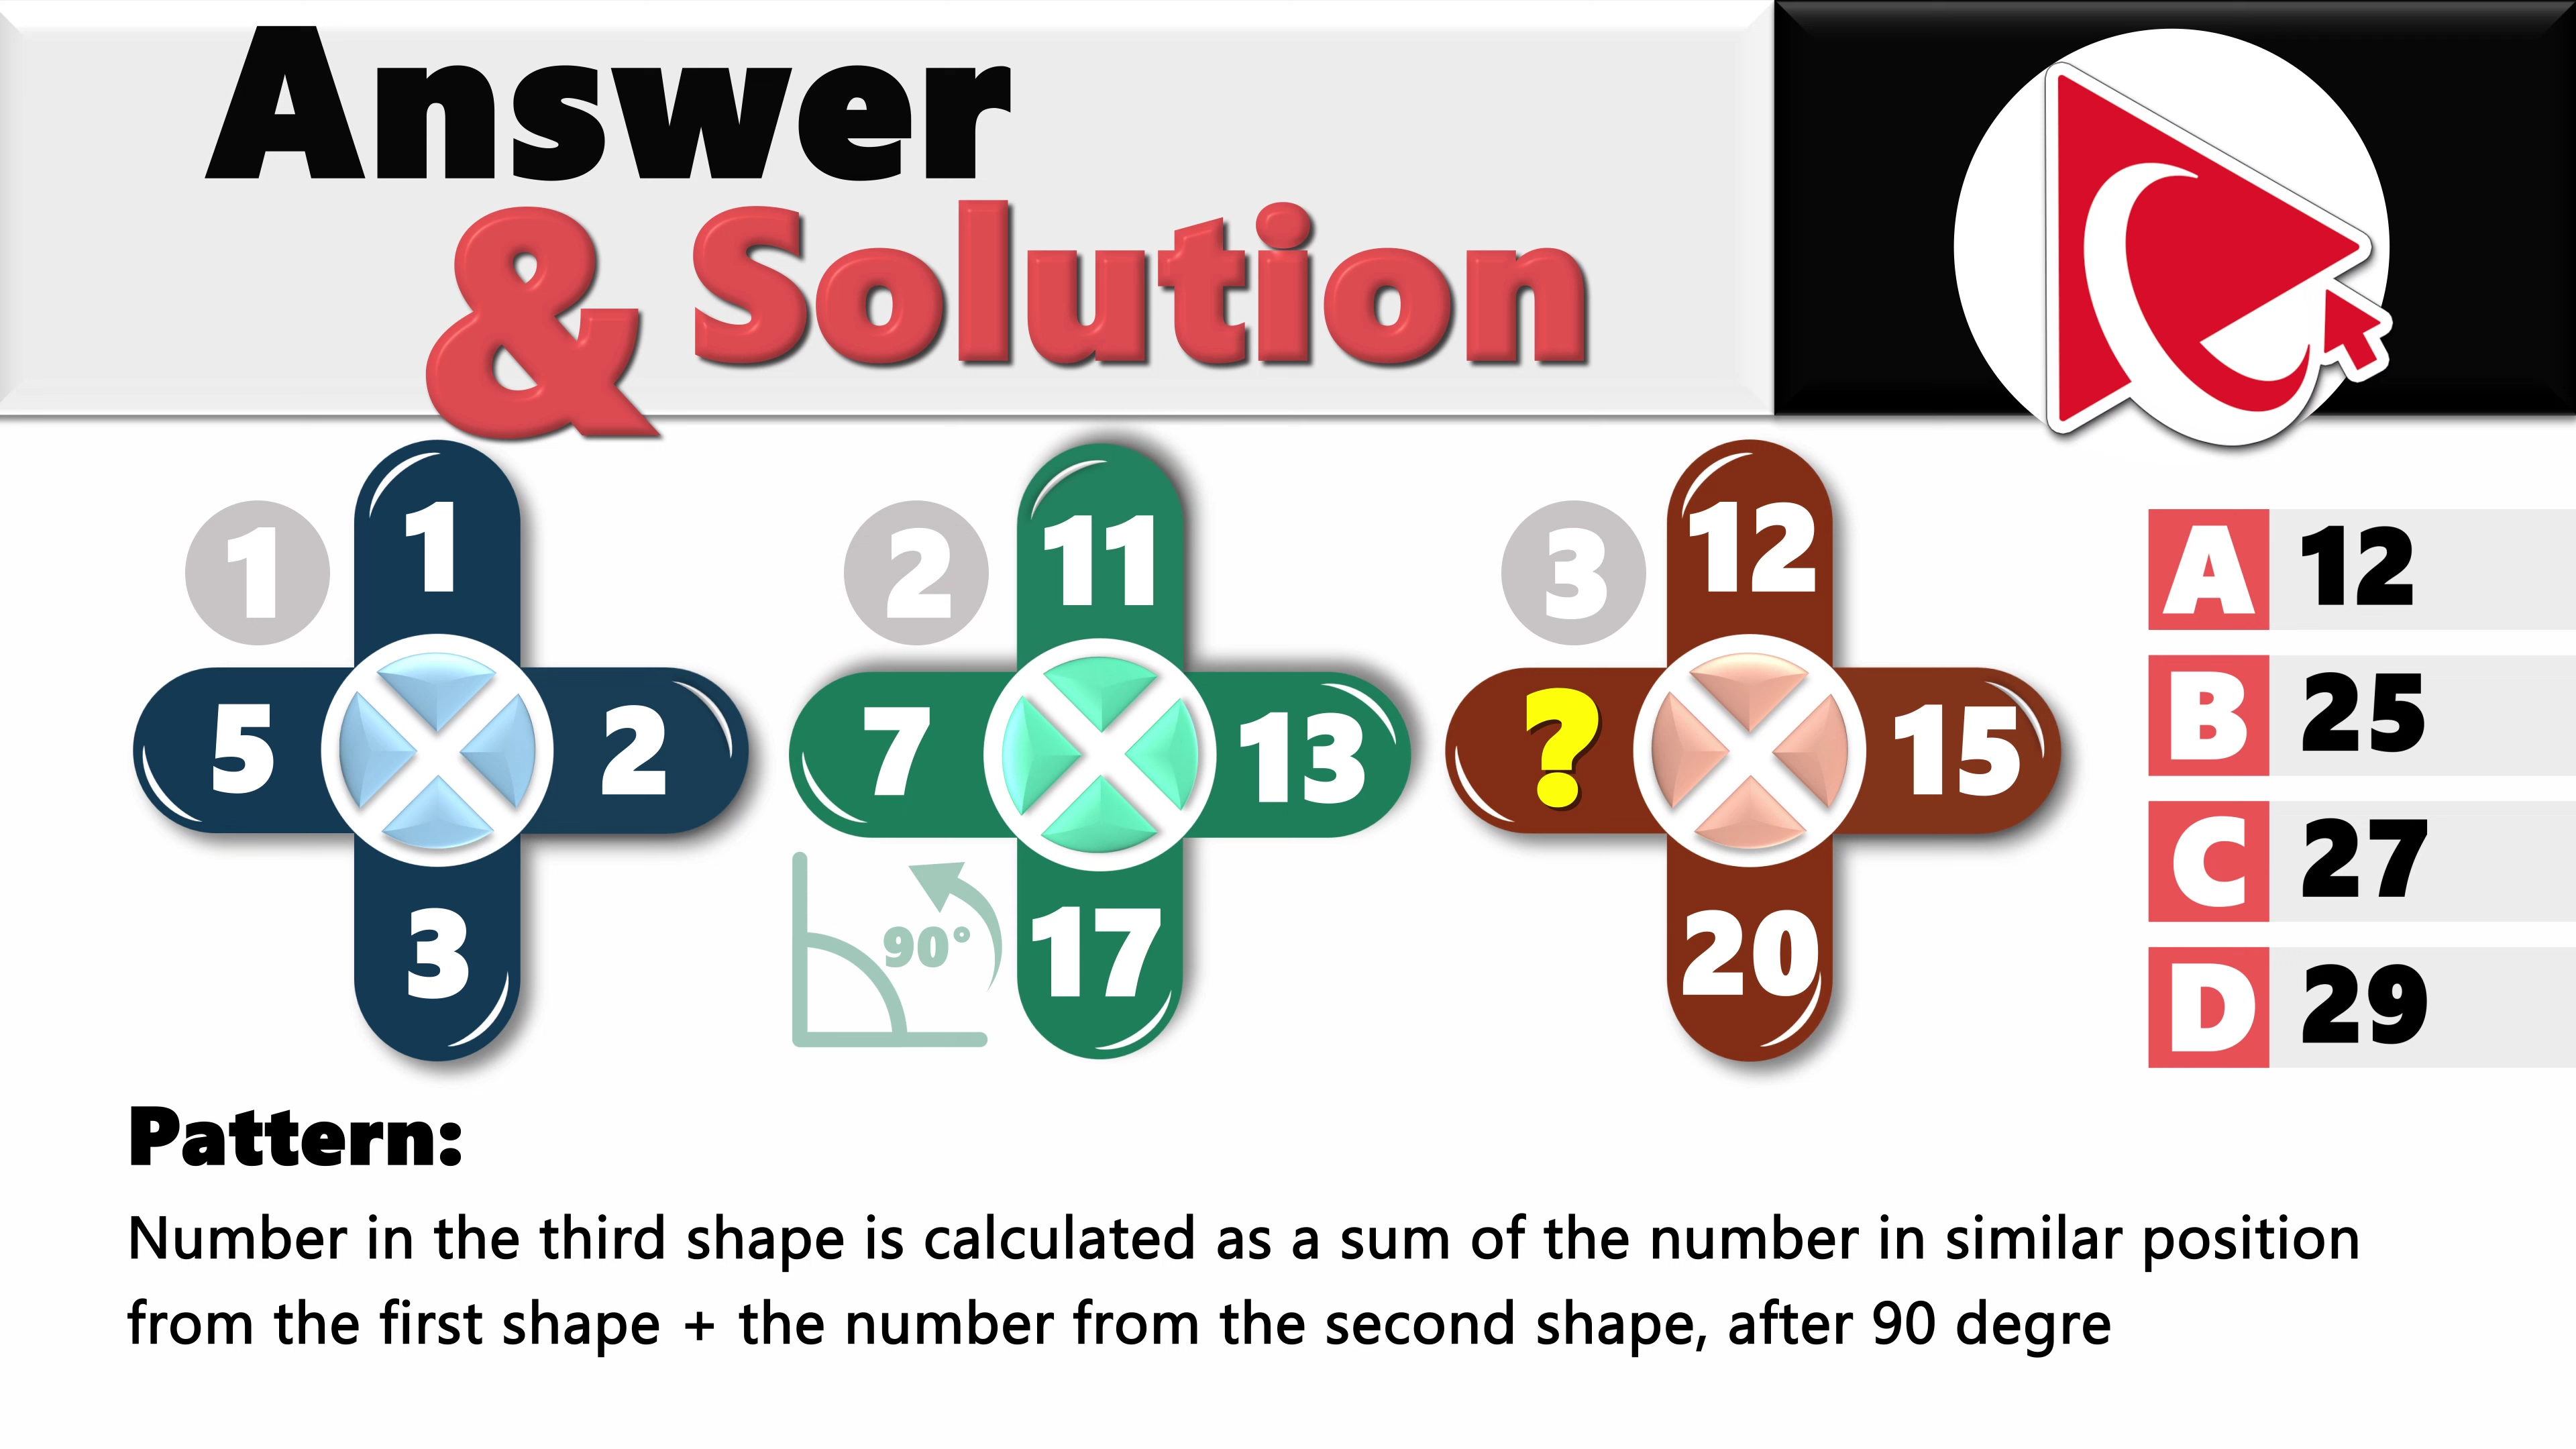 Answer
& Solution
1
1
5
2
3
2
11
7
13
90°
17
3
12
?
15
20
A 12
B 25
C 27
D 29
Pattern:
Number in the third shape is calculated as a sum of the number in similar position
from the first shape + the number from the second shape, after 90 degre